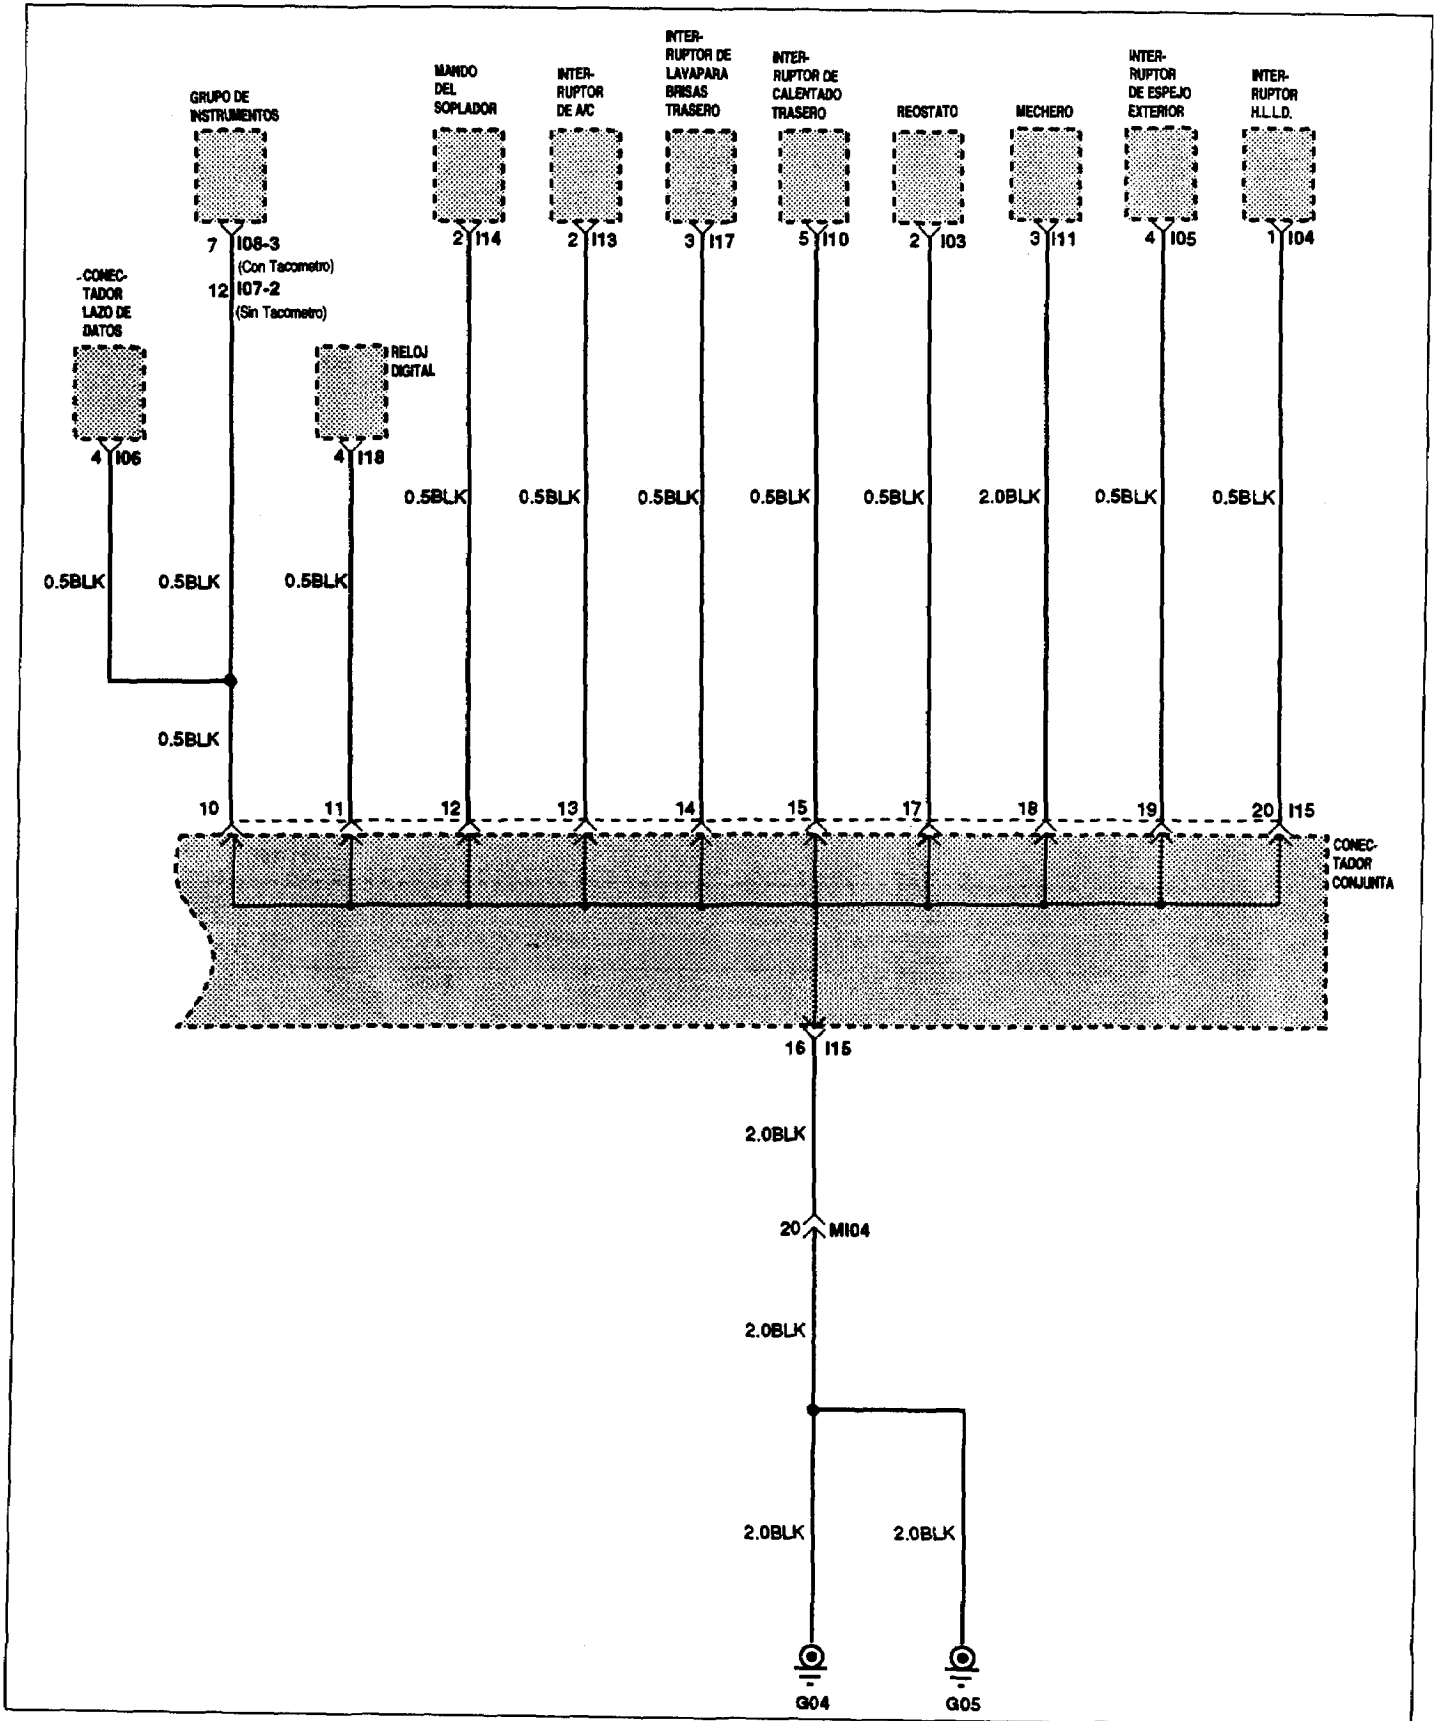 GRUPO DE
INSTRUMENTOS
MANDO
DEL
SOPLADOR
INTER-
RUPTOR
DE A/C
INTER-
RUPTOR DE
LAVAPARA
BRISAS
TRASERO
INTER-
RUPTOR DE
CALENTADO
TRASERO
REOSTATO
MECHERO
INTER-
RUPTOR
DE ESPEJO
EXTERIOR
INTER-
RUPTOR
H.L.L.D.
7 I08-3
(Con Tacometro)
12 I07-2
(Sin Tacometro)
2 I14
2 I13
3 I17
5 I10
2 I03
3 I11
4 I05
1 I04
CONEC-
TADOR
LAZO DE
DATOS
RELOJ
DIGITAL
4 I06
4 I18
0.5BLK
0.5BLK
0.5BLK
0.5BLK
0.5BLK
2.0BLK
0.5BLK
0.5BLK
0.5BLK
0.5BLK
0.5BLK
0.5BLK
10
11
12
13
14
15
17
18
19
20 I15
CONEC-
TADOR
CONJUNTA
16 I15
2.0BLK
20 MI04
2.0BLK
2.0BLK
2.0BLK
G04
G05